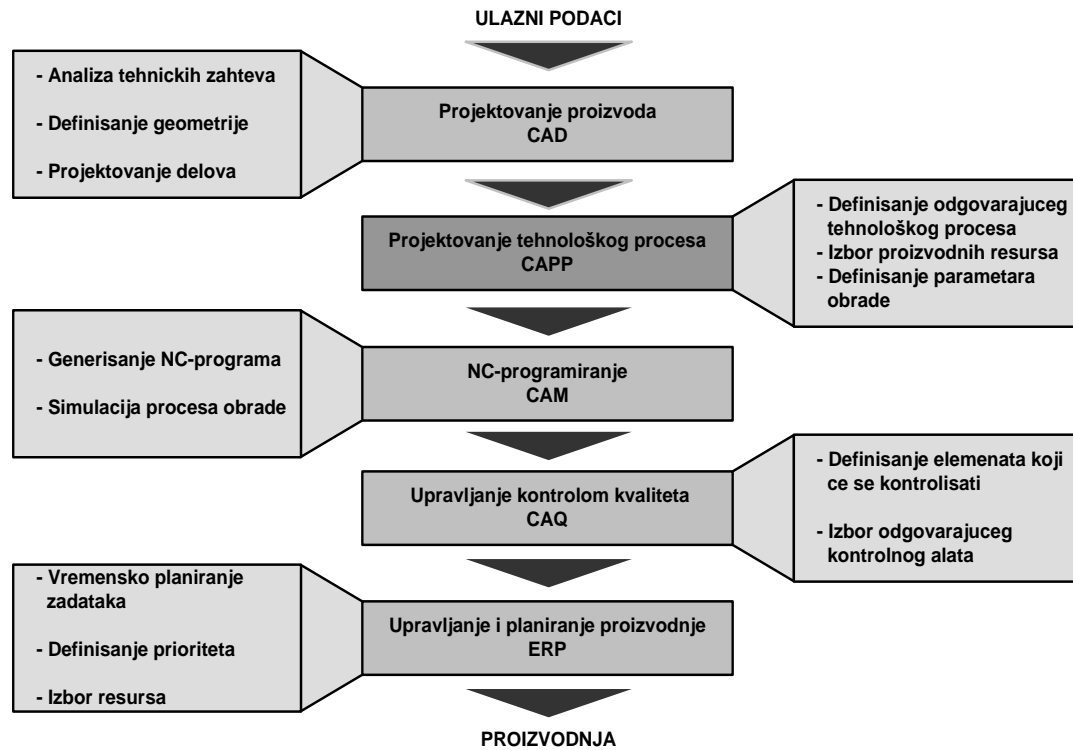 ULAZNI PODACI
- Analiza tehnickih zahteva
- Definisanje geometrije
- Projektovanje delova
Projektovanje proizvoda
CAD
Projektovanje tehnološkog procesa
CAPP
- Definisanje odgovarajuceg
tehnološkog procesa
- Izbor proizvodnih resursa
- Definisanje parametara
obrade
- Generisanje NC-programa
- Simulacija procesa obrade
NC-programiranje
CAM
Upravljanje kontrolom kvaliteta
CAQ
- Definisanje elemenata koji
ce se kontrolisati
- Izbor odgovarajuceg
kontrolnog alata
- Vremensko planiranje
zadataka
- Definisanje prioriteta
- Izbor resursa
Upravljanje i planiranje proizvodnje
ERP
PROIZVODNJA